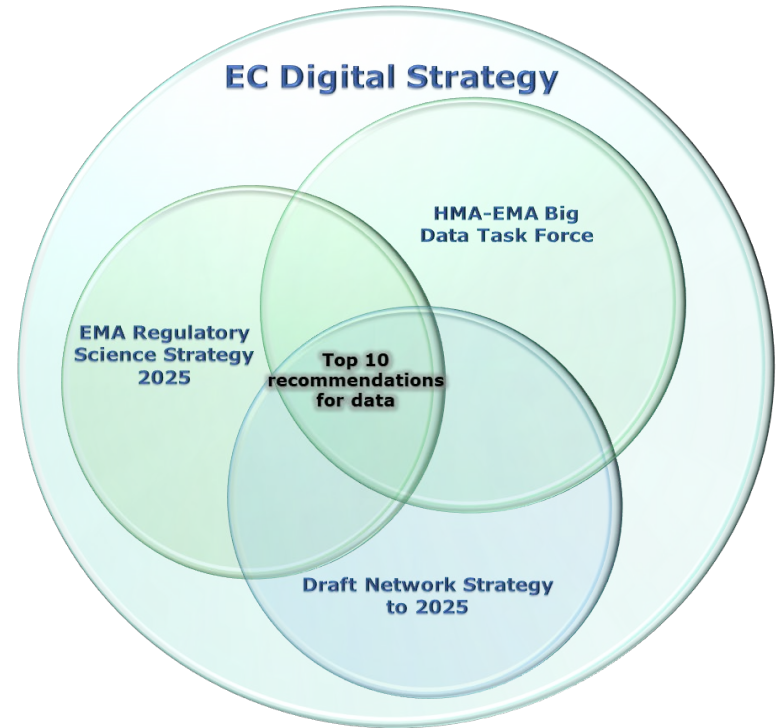 EC Digital Strategy
HMA-EMA Big
Data Task Force
EMA Regulatory
Science Strategy
2025
Top 10
recommendations
for data
Draft Network Strategy
to 2025